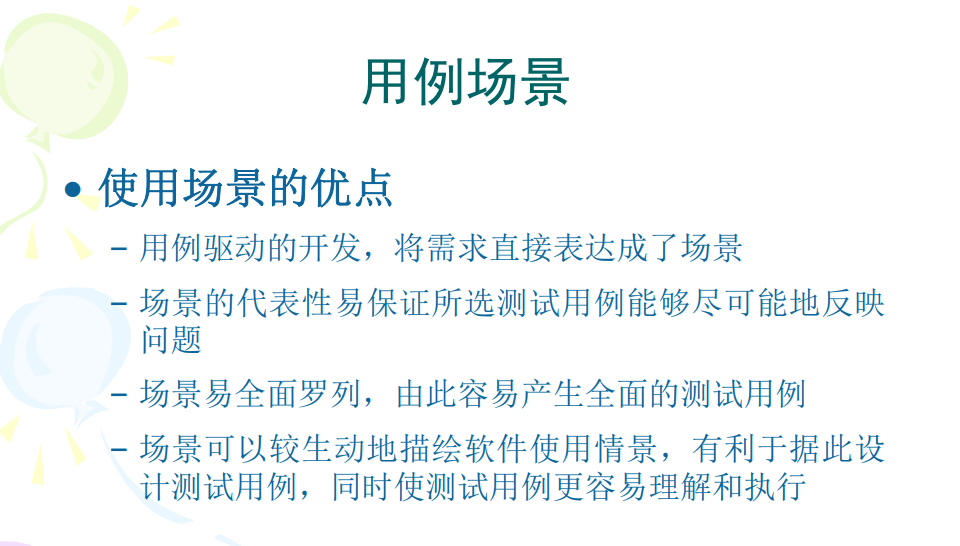 用例场景
• 使用场景的优点
– 用例驱动的开发，将需求直接表达成了场景
– 场景的代表性易保证所选测试用例能够尽可能地反映
问题
– 场景易全面罗列，由此容易产生全面的测试用例
– 场景可以较生动地描绘软件使用情景，有利于据此设
计测试用例，同时使测试用例更容易理解和执行